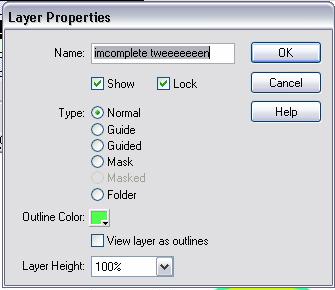 Layer Properties
Name: imcomplete tweeeeeeen
OK
Show Lock
Cancel
Type: Normal
Help
Guide
Guided
Mask
Masked
Folder
Outline Color:
View layer as outlines
Layer Height: 100%